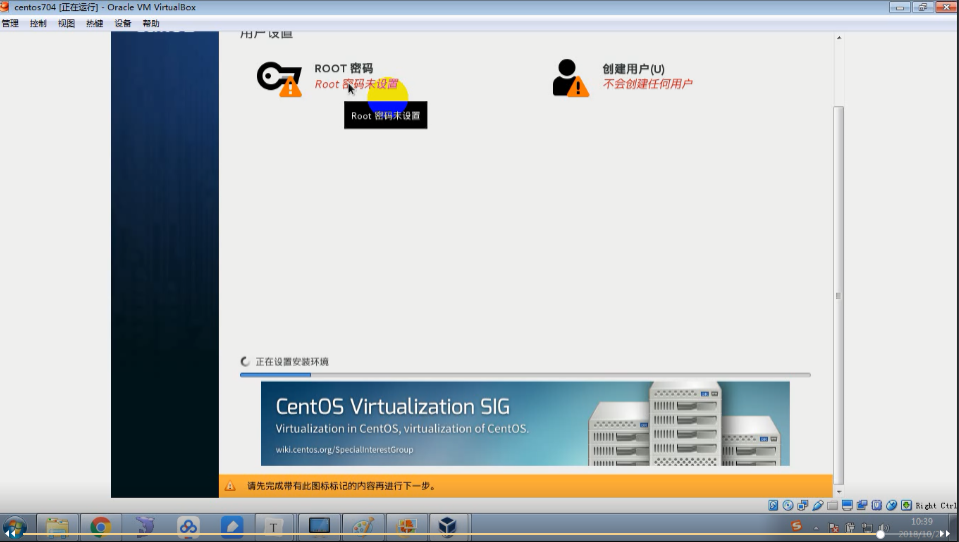 centos704 [正在运行] - Oracle VM VirtualBox
管理 控制 视图 热键 设备 帮助
用户设置
ROOT 密码
Root 密码未设置
创建用户(U)
不会创建任何用户
Root 密码未设置
正在设置安装环境
CentOS Virtualization SIG
Virtualization in CentOS, virtualization of CentOS.
wiki.centos.org/SpecialInterestGroup
请先完成带有此图标标记的内容再进行下一步。
Right Ctrl
10:39